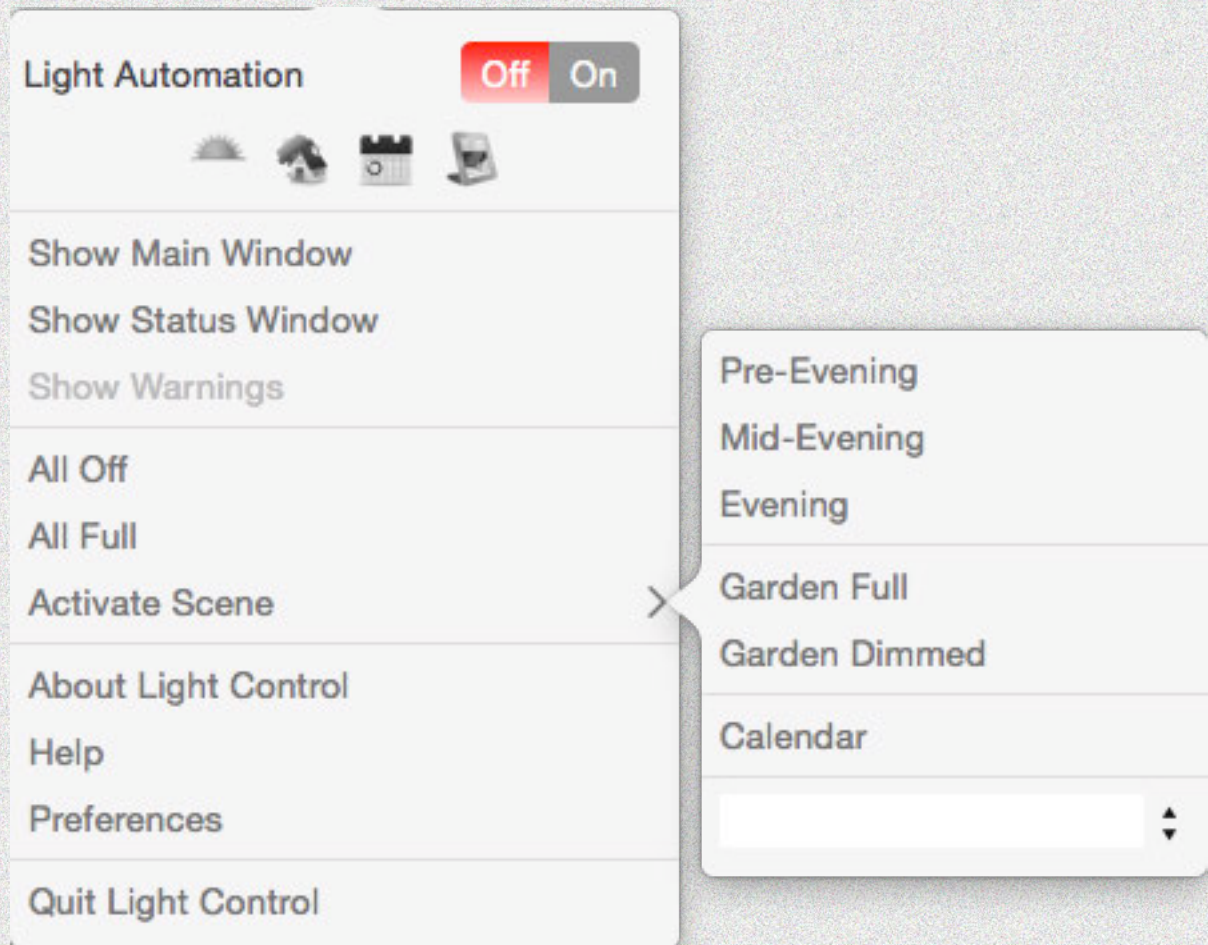 Light Automation
Off On
Show Main Window
Show Status Window
Show Warnings
All Off
All Full
Activate Scene
About Light Control
Help
Preferences
Quit Light Control
Pre-Evening
Mid-Evening
Evening
Garden Full
Garden Dimmed
Calendar